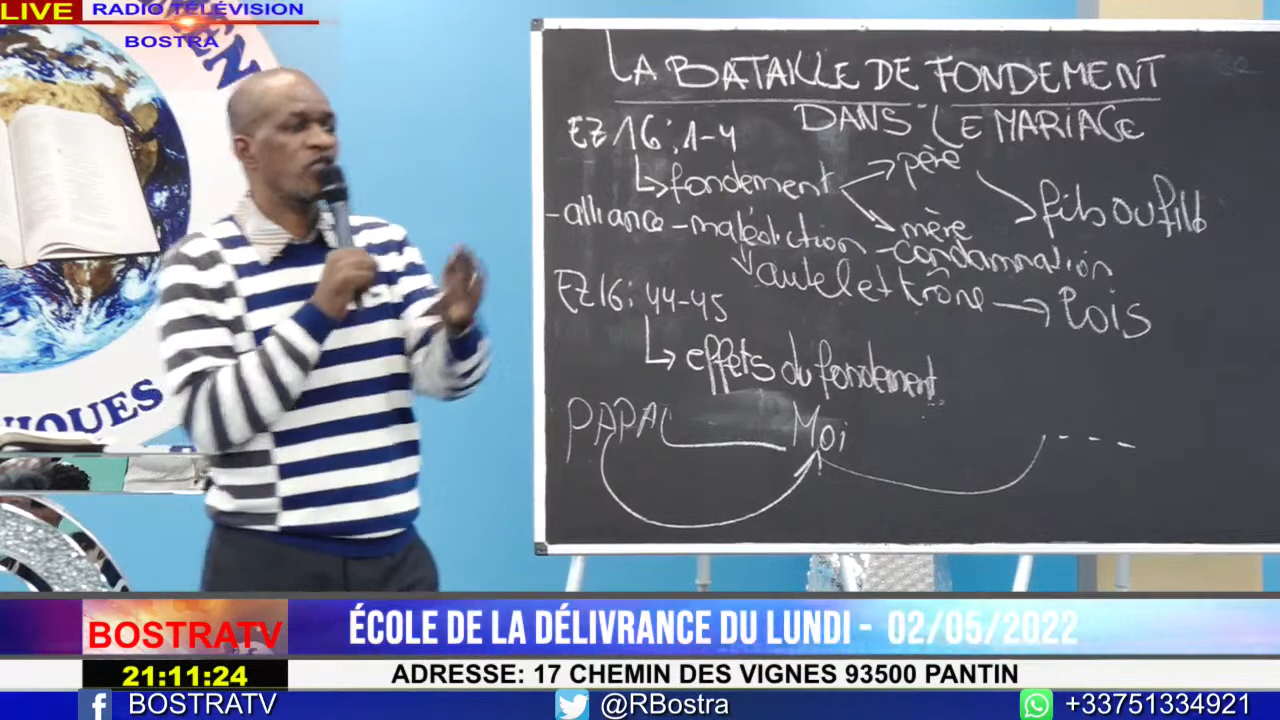 LIVE
RADIO TÉLÉVISION
BOSTRA
EN
IQUES
LA BATAILLE DE FONDEMENT
DANS LE MARIAGE
EZ 16 : 1-4
fondement
père
mère
fils ou fille
- alliance - malédiction - condamnation
autel et trône → lois
EZ 16 : 44-45
effets du fondement
PAPA Moi
BOSTRATV
ÉCOLE DE LA DÉLIVRANCE DU LUNDI - 02/05/2022
21:11:24
ADRESSE: 17 CHEMIN DES VIGNES 93500 PANTIN
BOSTRATV
@RBostra
+33751334921